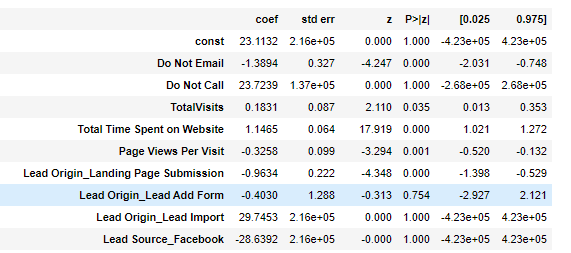 coef std err z P>|z| [0.025 0.975]
const 23.1132 2.16e+05 0.000 1.000 -4.23e+05 4.23e+05
Do Not Email -1.3894 0.327 -4.247 0.000 -2.031 -0.748
Do Not Call 23.7239 1.37e+05 0.000 1.000 -2.68e+05 2.68e+05
TotalVisits 0.1831 0.087 2.110 0.035 0.013 0.353
Total Time Spent on Website 1.1465 0.064 17.919 0.000 1.021 1.272
Page Views Per Visit -0.3258 0.099 -3.294 0.001 -0.520 -0.132
Lead Origin_Landing Page Submission -0.9634 0.222 -4.348 0.000 -1.398 -0.529
Lead Origin_Lead Add Form -0.4030 1.288 -0.313 0.754 -2.927 2.121
Lead Origin_Lead Import 29.7453 2.16e+05 0.000 1.000 -4.23e+05 4.23e+05
Lead Source_Facebook -28.6392 2.16e+05 -0.000 1.000 -4.23e+05 4.23e+05